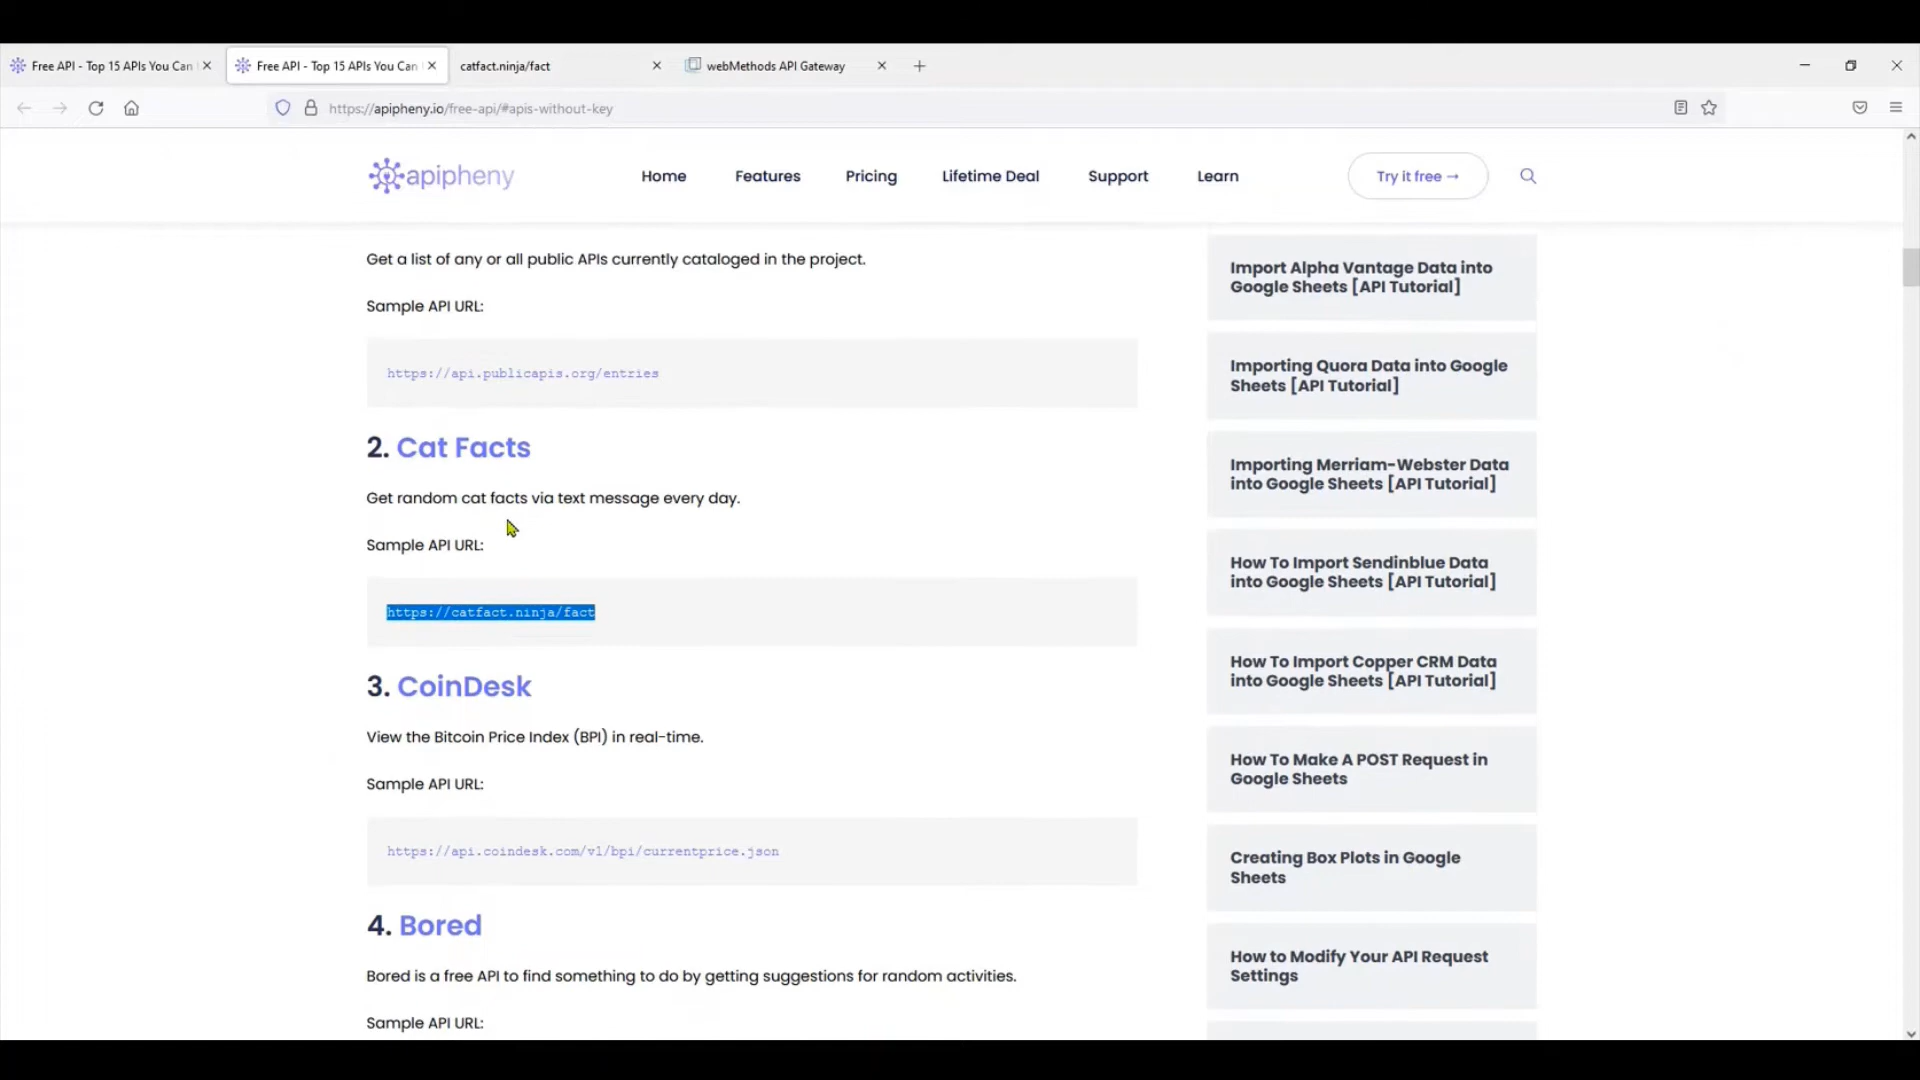 Free API - Top 15 APIs You Can
Free API - Top 15 APIs You Can
catfact.ninja/fact
webMethods API Gateway
https://apipheny.io/free-api/#apis-without-key
apipheny
Home
Features
Pricing
Lifetime Deal
Support
Learn
Try it free →
Get a list of any or all public APIs currently cataloged in the project.
Sample API URL:
https://api.publicapis.org/entries
2. Cat Facts
Get random cat facts via text message every day.
Sample API URL:
https://catfact.ninja/fact
3. CoinDesk
View the Bitcoin Price Index (BPI) in real-time.
Sample API URL:
https://api.coindesk.com/v1/bpi/currentprice.json
4. Bored
Bored is a free API to find something to do by getting suggestions for random activities.
Sample API URL:
Import Alpha Vantage Data into
Google Sheets [API Tutorial]
Importing Quora Data into Google
Sheets [API Tutorial]
Importing Merriam-Webster Data
into Google Sheets [API Tutorial]
How To Import Sendinblue Data
into Google Sheets [API Tutorial]
How To Import Copper CRM Data
into Google Sheets [API Tutorial]
How To Make A POST Request in
Google Sheets
Creating Box Plots in Google
Sheets
How to Modify Your API Request
Settings